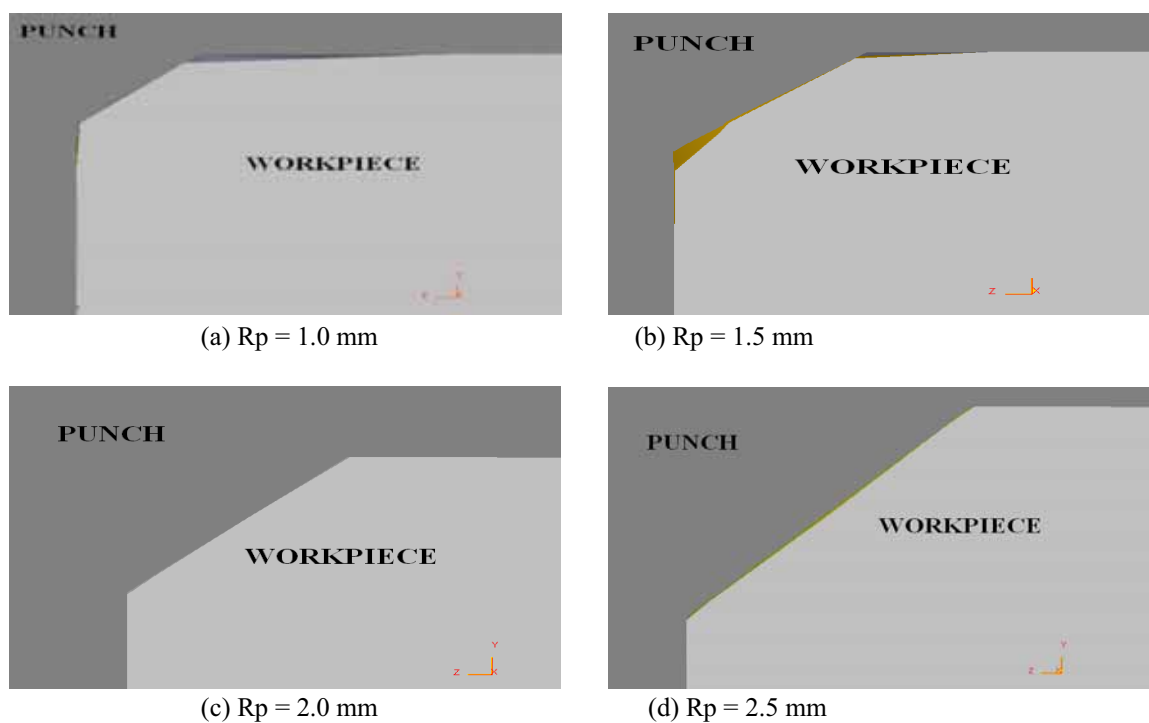 PUNCH
WORKPIECE
(a) Rp = 1.0 mm
PUNCH
WORKPIECE
Z
X
(b) Rp = 1.5 mm
PUNCH
WORKPIECE
Y
Z
X
(c) Rp = 2.0 mm
PUNCH
WORKPIECE
Y
Z
(d) Rp = 2.5 mm